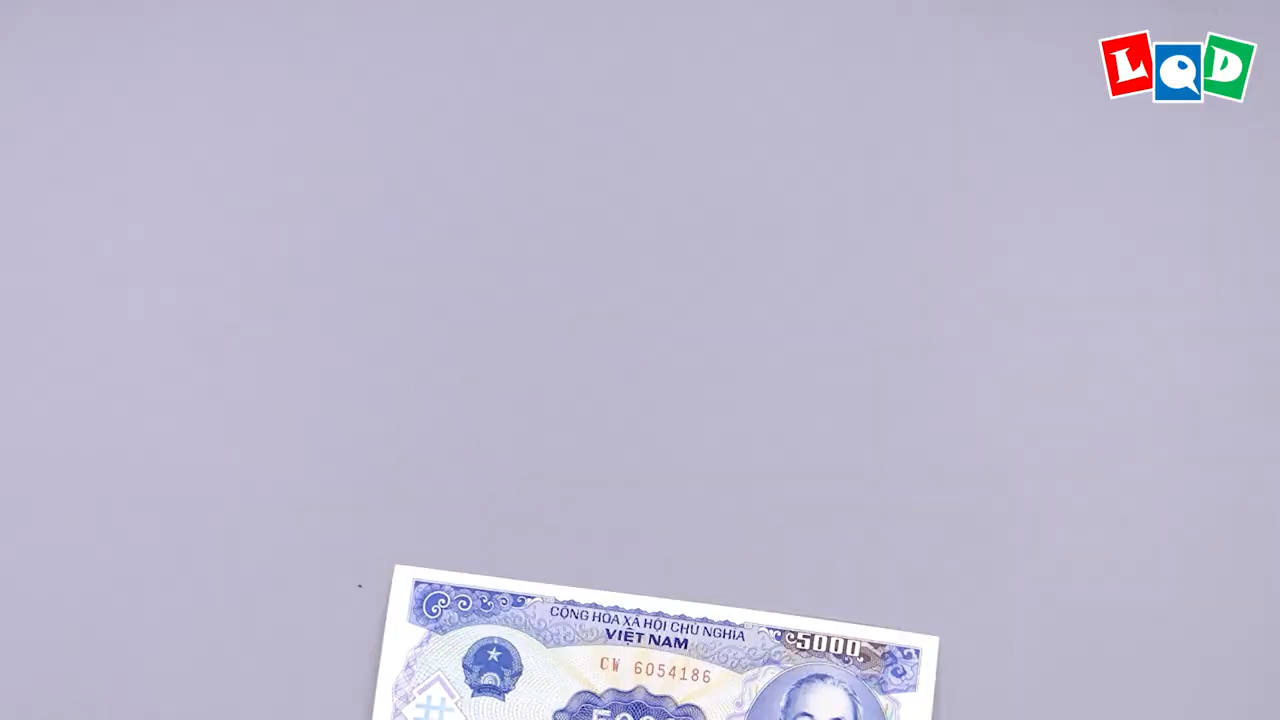 LQD
CỘNG HÒA XÃ HỘI CHỦ NGHĨA
VIỆT NAM
5000
CW 6054186